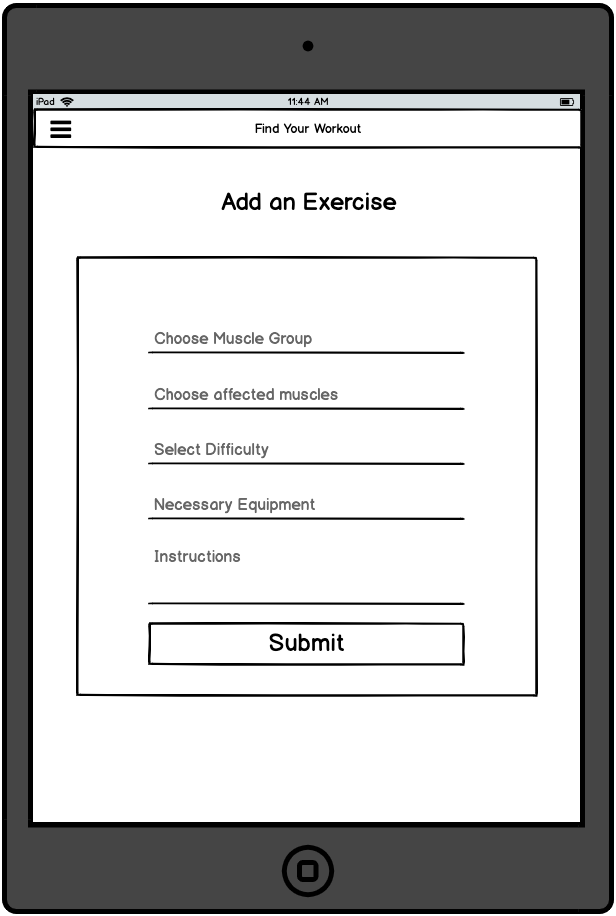 iPad 11:44 AM
Find Your Workout
Add an Exercise
Choose Muscle Group
Choose affected muscles
Select Difficulty
Necessary Equipment
Instructions
Submit